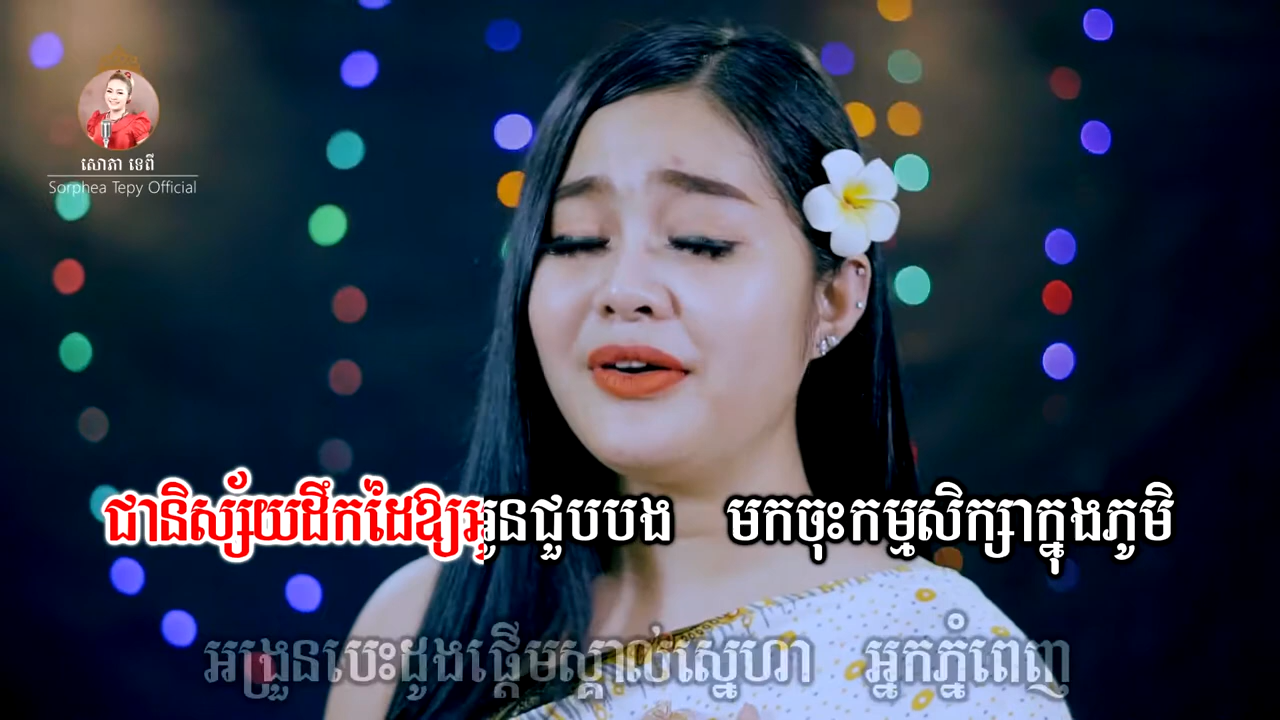 សោភា ទេពី
Sorphea Tepy Official
ជានិស្ស័យដឹកដៃឱ្យអូនជួបបង មកចុះកម្មសិក្សាក្នុងភូមិ
អង្រួនបេះដូងផ្ដើមស្គាល់ស្នេហា អ្នកភ្នំពេញ